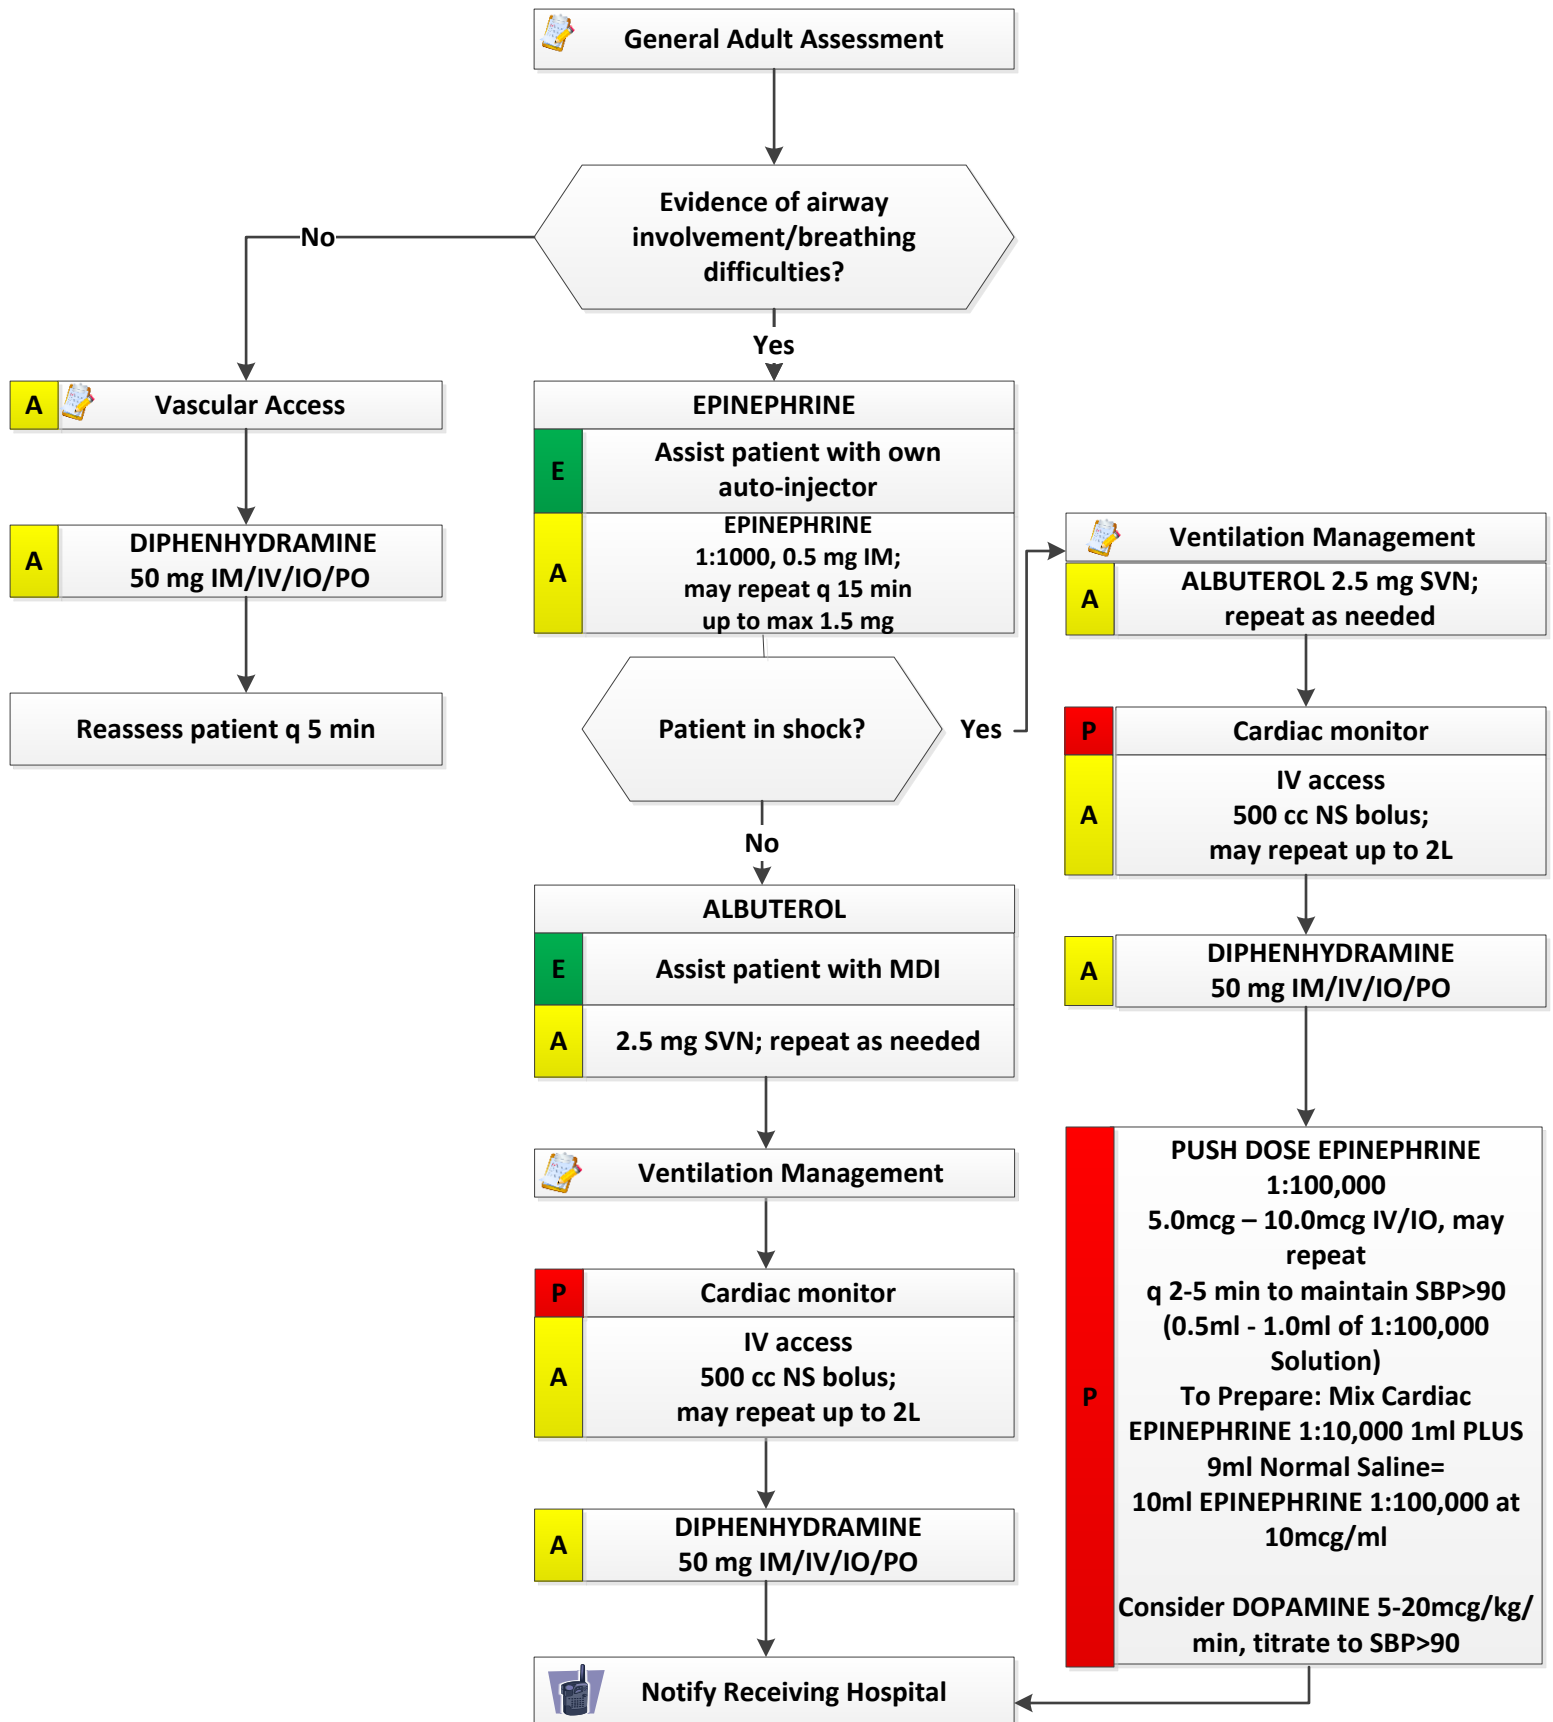 General Adult Assessment
Evidence of airway
involvement/breathing
difficulties?
No
Yes
A
Vascular Access
A
DIPHENHYDRAMINE
50 mg IM/IV/IO/PO
Reassess patient q 5 min
EPINEPHRINE
E
Assist patient with own
auto-injector
A
EPINEPHRINE
1:1000, 0.5 mg IM;
may repeat q 15 min
up to max 1.5 mg
Patient in shock?
Yes
No
ALBUTEROL
E
Assist patient with MDI
A
2.5 mg SVN; repeat as needed
Ventilation Management
P
Cardiac monitor
A
IV access
500 cc NS bolus;
may repeat up to 2L
A
DIPHENHYDRAMINE
50 mg IM/IV/IO/PO
Ventilation Management
A
ALBUTEROL 2.5 mg SVN;
repeat as needed
P
Cardiac monitor
A
IV access
500 cc NS bolus;
may repeat up to 2L
A
DIPHENHYDRAMINE
50 mg IM/IV/IO/PO
P
PUSH DOSE EPINEPHRINE
1:100,000
5.0mcg – 10.0mcg IV/IO, may
repeat
q 2-5 min to maintain SBP>90
(0.5ml - 1.0ml of 1:100,000
Solution)
To Prepare: Mix Cardiac
EPINEPHRINE 1:10,000 1ml PLUS
9ml Normal Saline=
10ml EPINEPHRINE 1:100,000 at
10mcg/ml
Consider DOPAMINE 5-20mcg/kg/
min, titrate to SBP>90
Notify Receiving Hospital